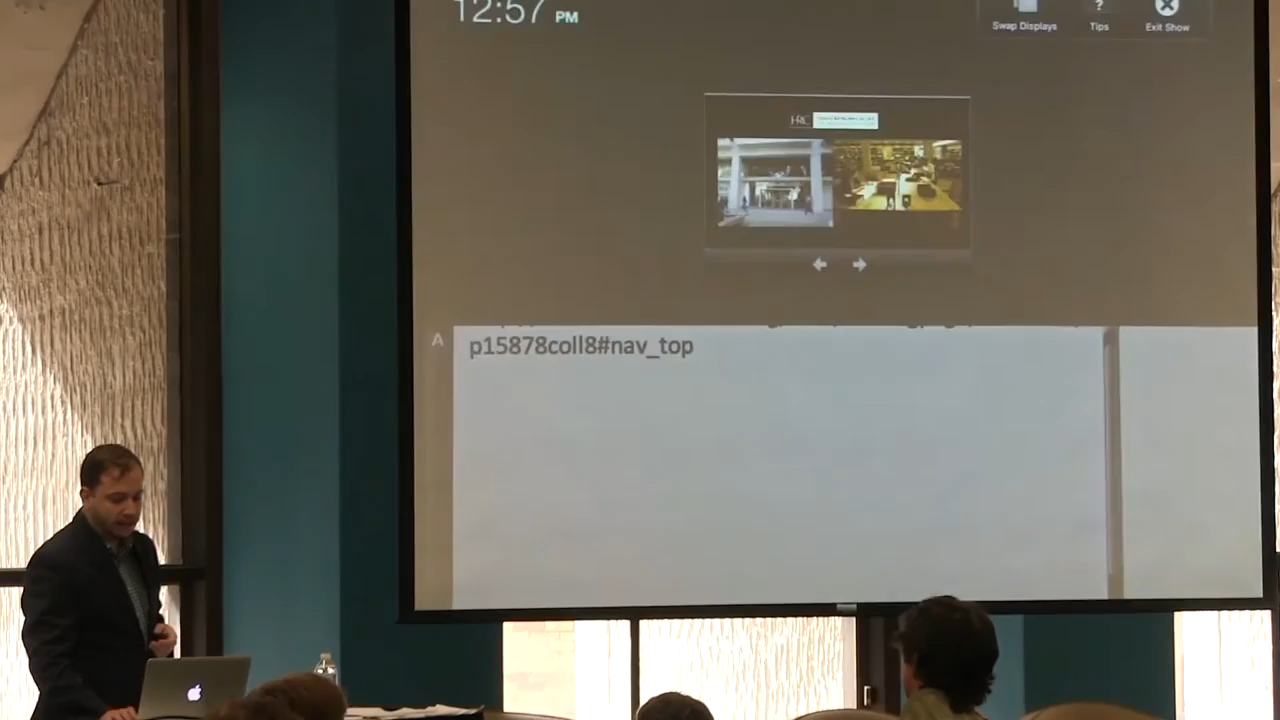 12:57 PM
Swap Displays
Tips
Exit Show
HRC
A
p15878coll8#nav_top